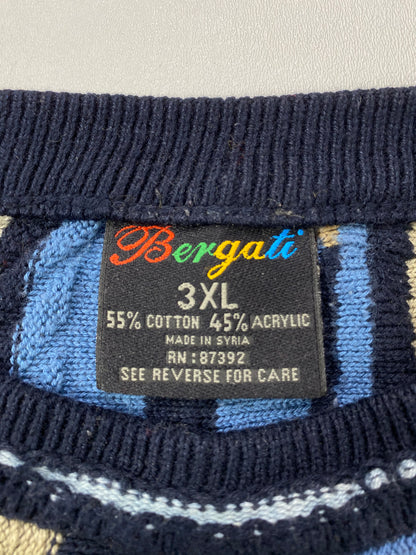 Bergati
3XL
55% COTTON 45% ACRYLIC
MADE IN SYRIA
RN:87392
SEE REVERSE FOR CARE